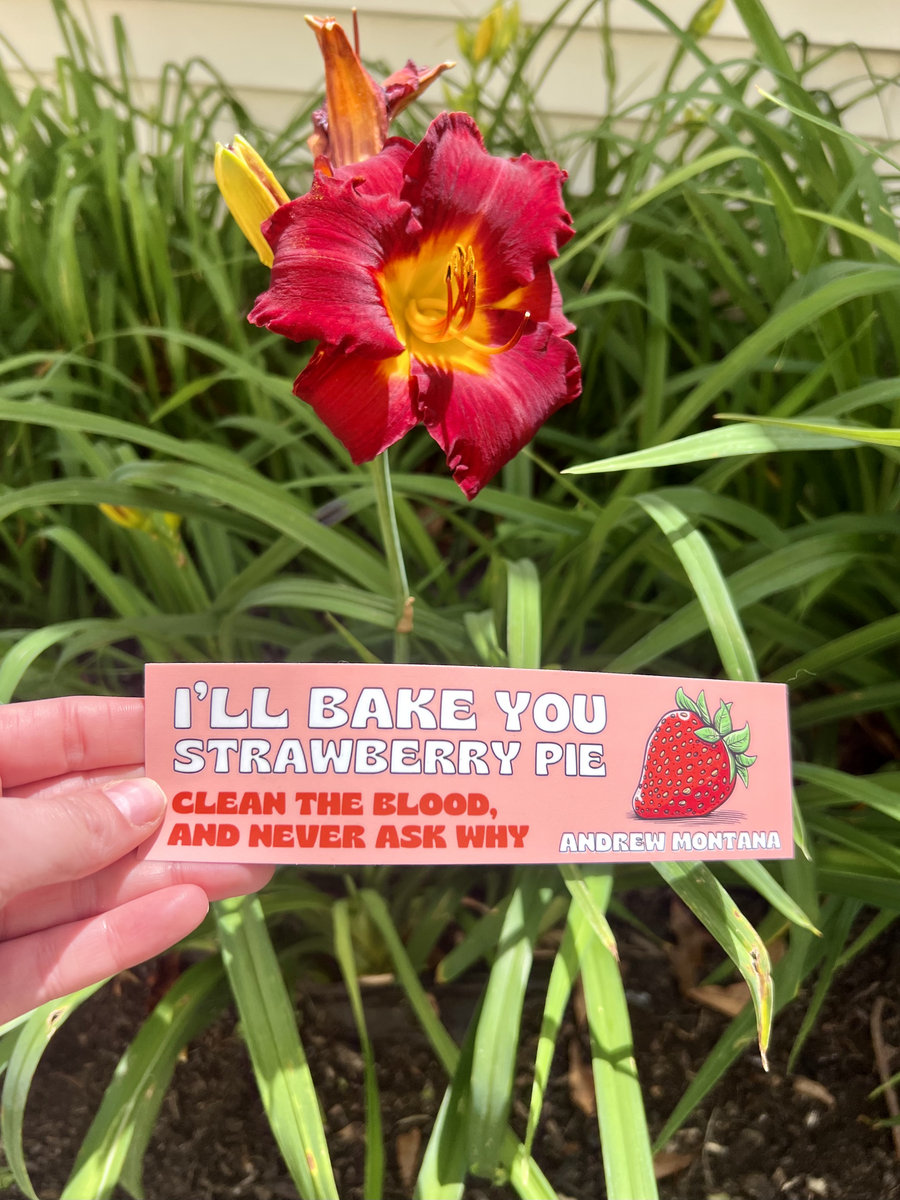 I'LL BAKE YOU
STRAWBERRY PIE
CLEAN THE BLOOD,
AND NEVER ASK WHY
ANDREW MONTANA